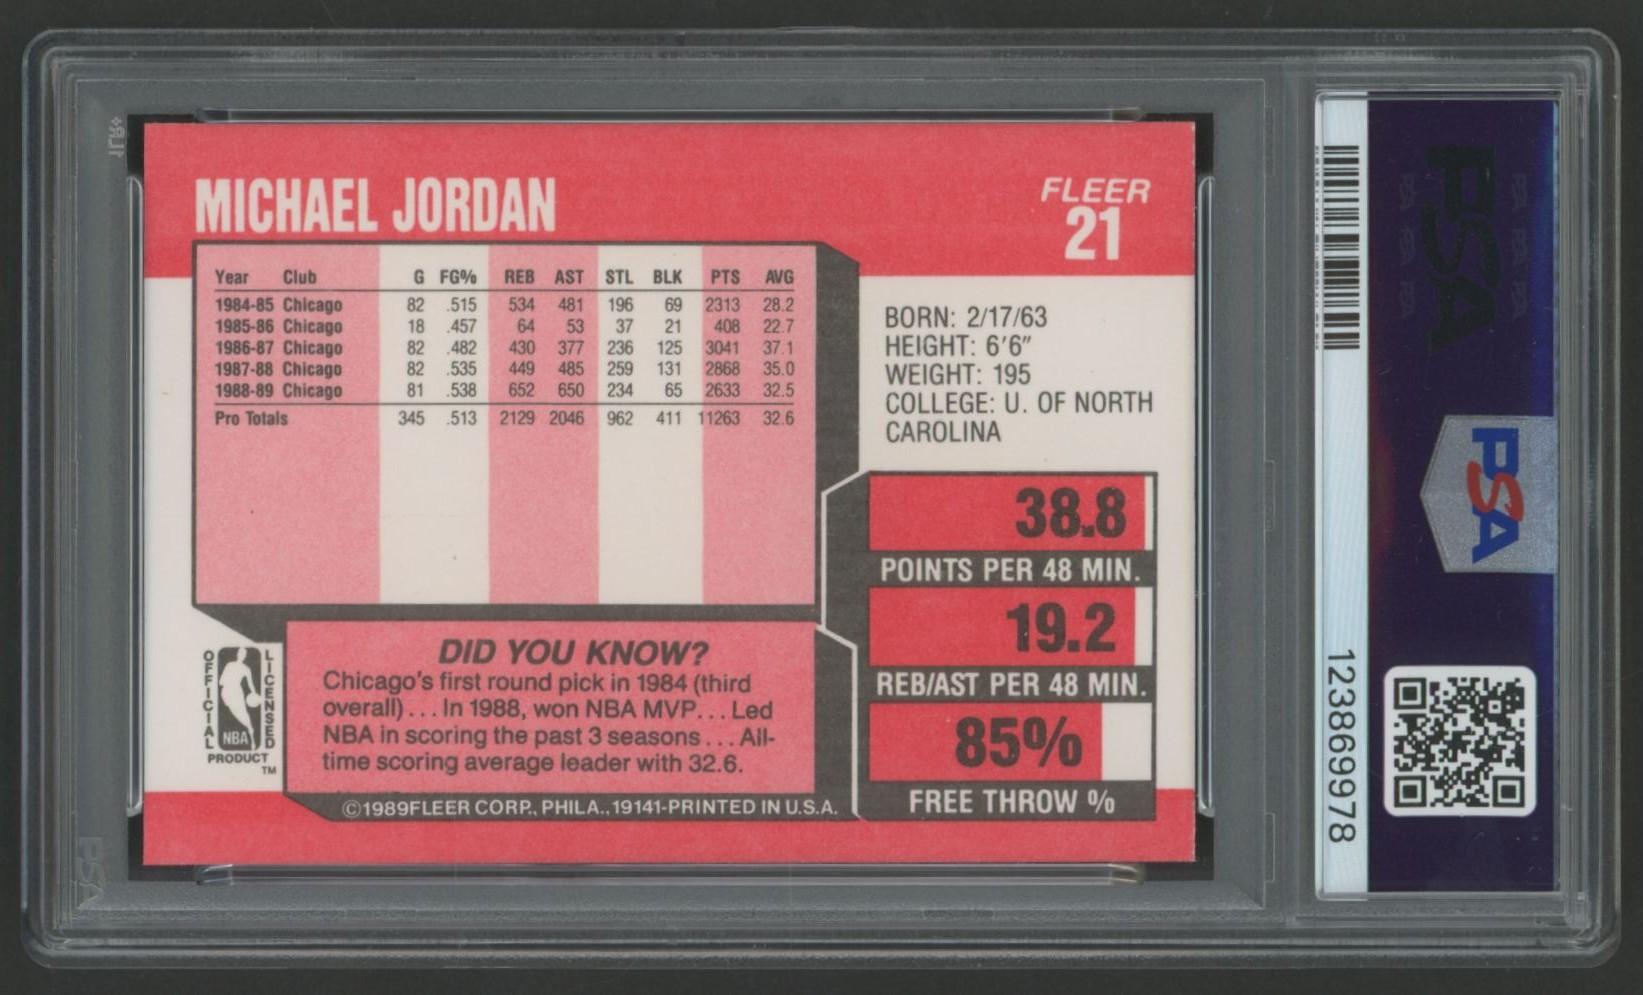 MICHAEL JORDAN
FLEER
21
Year Club G FG% REB AST STL BLK PTS AVG
1984-85 Chicago 82 .515 534 481 196 69 2313 28.2
1985-86 Chicago 18 .457 64 53 37 21 408 22.7
1986-87 Chicago 82 .482 430 377 236 125 3041 37.1
1987-88 Chicago 82 .535 449 485 259 131 2868 35.0
1988-89 Chicago 81 .538 652 650 234 65 2633 32.5
Pro Totals 345 .513 2129 2046 962 411 11263 32.6
BORN: 2/17/63
HEIGHT: 6'6"
WEIGHT: 195
COLLEGE: U. OF NORTH
CAROLINA
38.8
POINTS PER 48 MIN.
19.2
REB/AST PER 48 MIN.
85%
FREE THROW %
DID YOU KNOW?
Chicago's first round pick in 1984 (third
overall)... In 1988, won NBA MVP... Led
NBA in scoring the past 3 seasons... All-
time scoring average leader with 32.6.
OFFICIAL
LICENSED
NBA
PRODUCT
TM
©1989FLEER CORP., PHILA., 19141-PRINTED IN U.S.A.
PSA
PSA
123869978
PSA